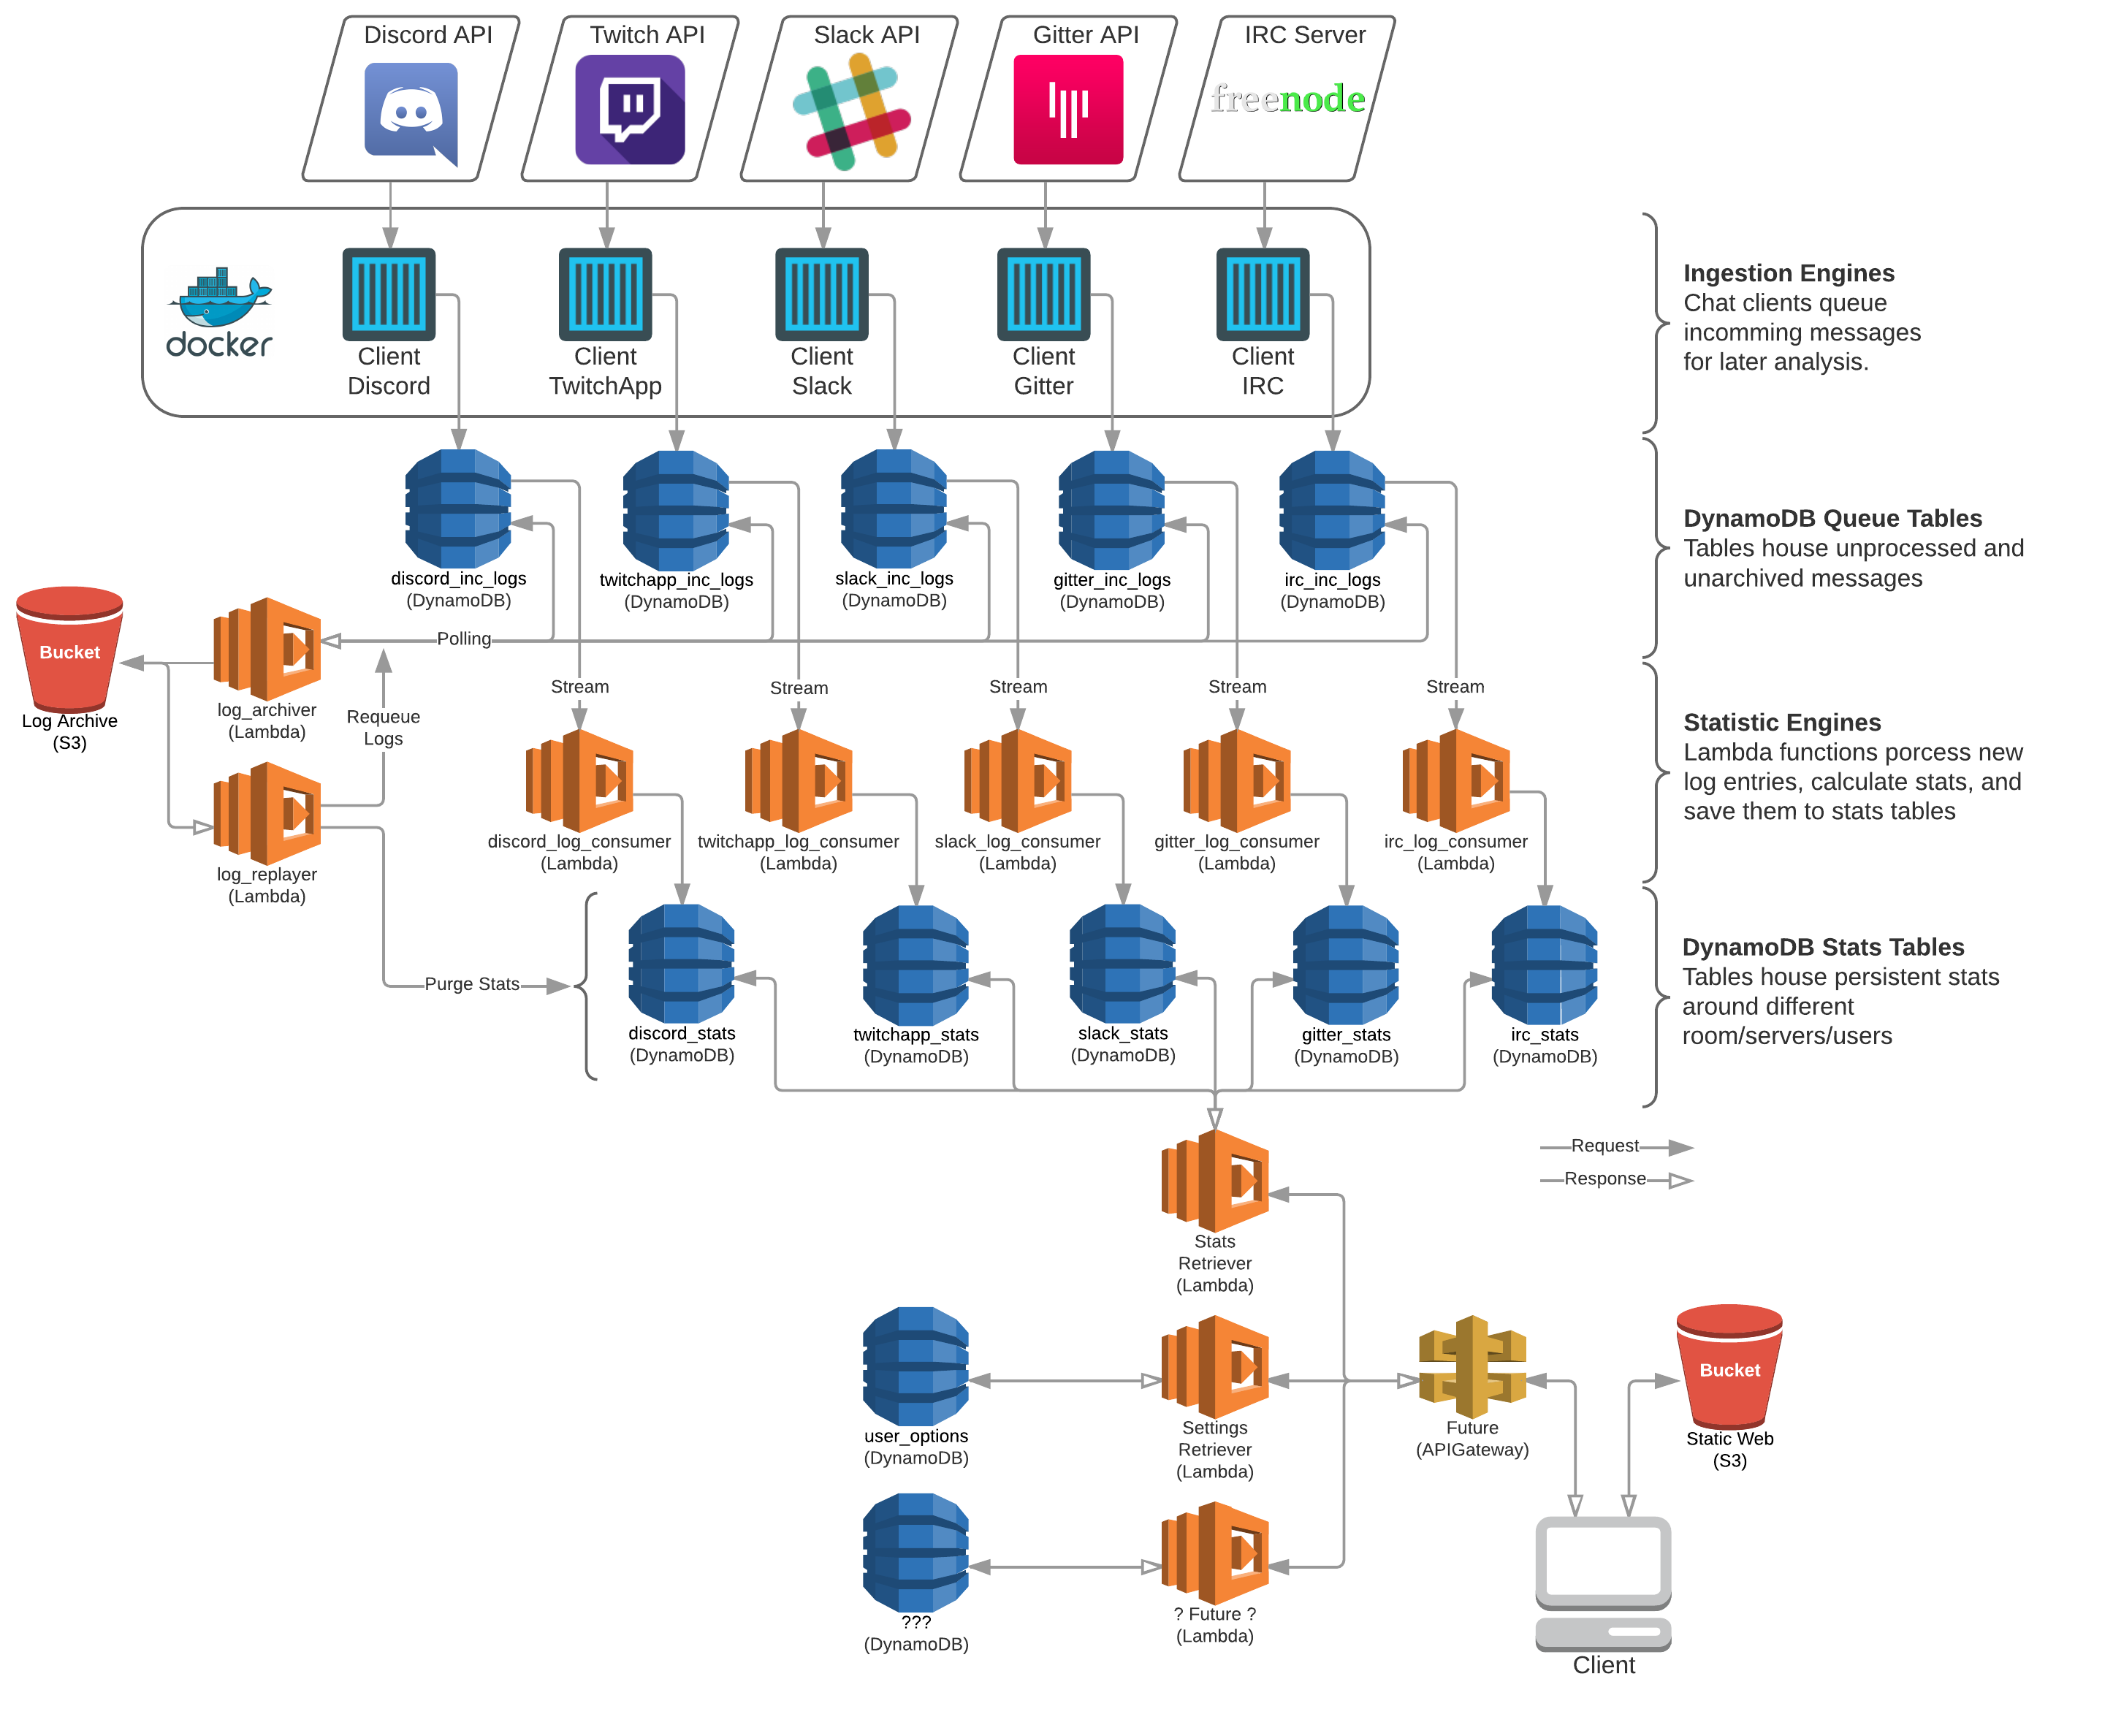 Discord API
Twitch API
Slack API
Gitter API
IRC Server
freenode
docker
Client
Discord
Client
TwitchApp
Client
Slack
Client
Gitter
Client
IRC
Ingestion Engines
Chat clients queue
incomming messages
for later analysis.
discord_inc_logs
(DynamoDB)
twitchapp_inc_logs
(DynamoDB)
slack_inc_logs
(DynamoDB)
gitter_inc_logs
(DynamoDB)
irc_inc_logs
(DynamoDB)
DynamoDB Queue Tables
Tables house unprocessed and
unarchived messages
Bucket
Log Archive
(S3)
log_archiver
(Lambda)
Polling
Requeue
Logs
Stream
Stream
Stream
Stream
Stream
log_replayer
(Lambda)
discord_log_consumer
(Lambda)
twitchapp_log_consumer
(Lambda)
slack_log_consumer
(Lambda)
gitter_log_consumer
(Lambda)
irc_log_consumer
(Lambda)
Statistic Engines
Lambda functions porcess new
log entries, calculate stats, and
save them to stats tables
Purge Stats
discord_stats
(DynamoDB)
twitchapp_stats
(DynamoDB)
slack_stats
(DynamoDB)
gitter_stats
(DynamoDB)
irc_stats
(DynamoDB)
DynamoDB Stats Tables
Tables house persistent stats
around different
room/servers/users
Request
Response
Stats
Retriever
(Lambda)
user_options
(DynamoDB)
Settings
Retriever
(Lambda)
Future
(APIGateway)
Bucket
Static Web
(S3)
???
(DynamoDB)
? Future ?
(Lambda)
Client